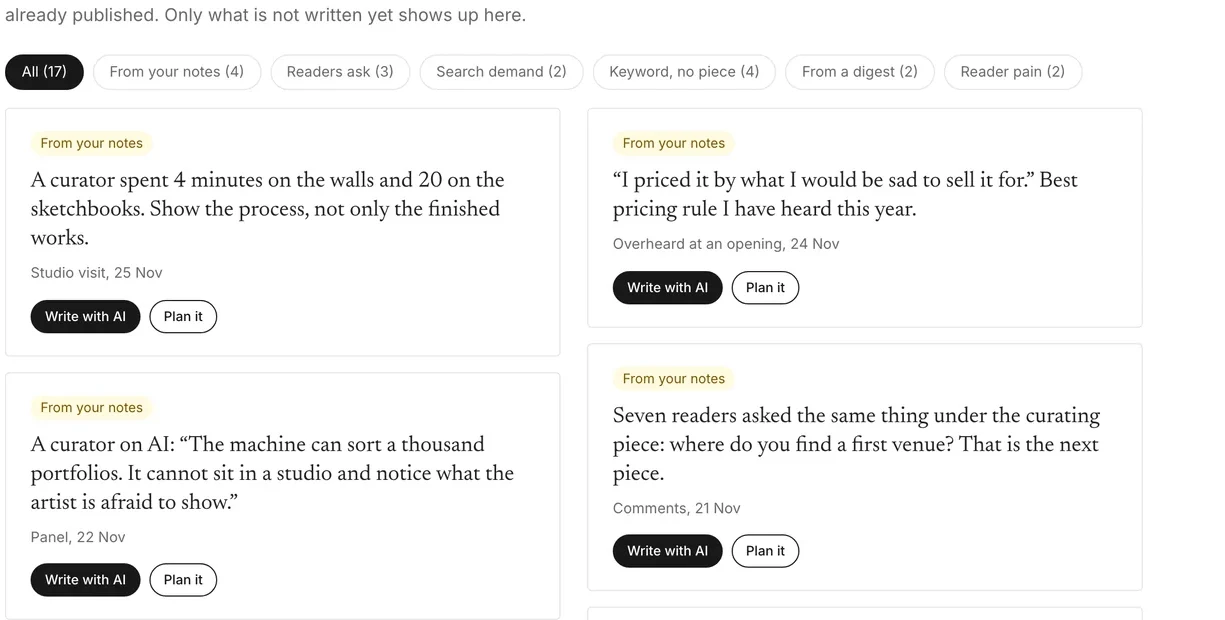 already published. Only what is not written yet shows up here.
All (17)
From your notes (4)
Readers ask (3)
Search demand (2)
Keyword, no piece (4)
From a digest (2)
Reader pain (2)
From your notes
A curator spent 4 minutes on the walls and 20 on the
sketchbooks. Show the process, not only the finished
works.
Studio visit, 25 Nov
Write with AI
Plan it
From your notes
“I priced it by what I would be sad to sell it for.” Best
pricing rule I have heard this year.
Overheard at an opening, 24 Nov
Write with AI
Plan it
From your notes
A curator on AI: “The machine can sort a thousand
portfolios. It cannot sit in a studio and notice what the
artist is afraid to show.”
Panel, 22 Nov
Write with AI
Plan it
From your notes
Seven readers asked the same thing under the curating
piece: where do you find a first venue? That is the next
piece.
Comments, 21 Nov
Write with AI
Plan it